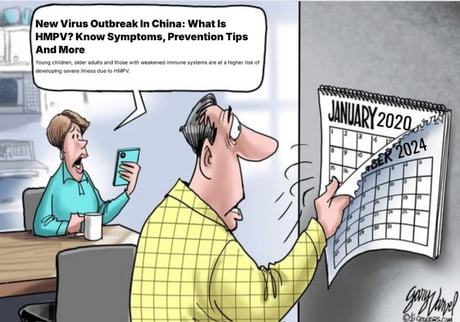 New Virus Outbreak In China: What Is
HMPV? Know Symptoms, Prevention Tips
And More
Young children, older adults and those with weakened immune systems are at a higher risk of
developing severe illness due to HMPV.
JANUARY 2020
BER 2024